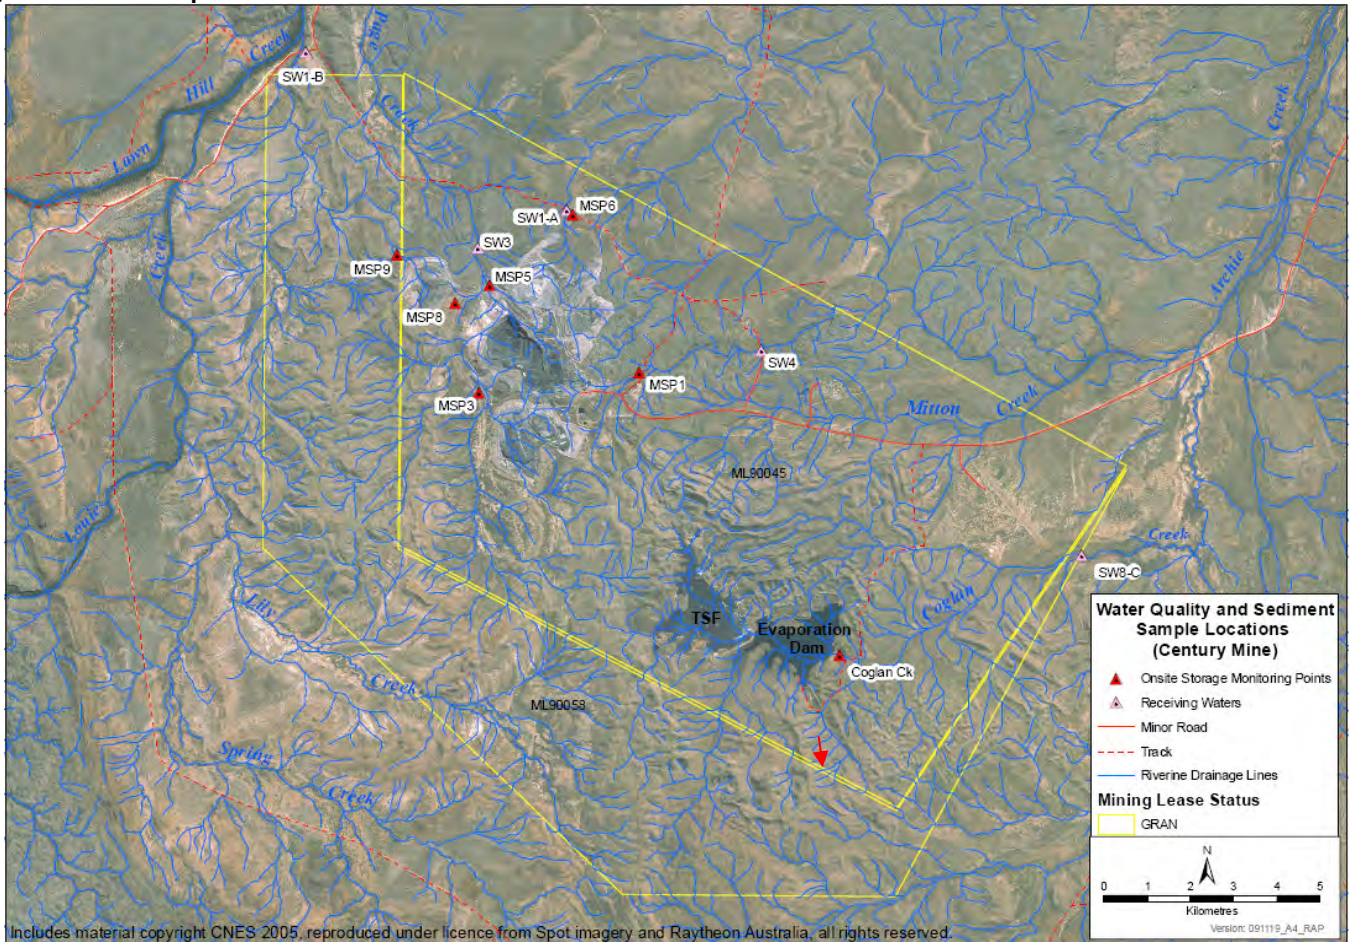 Creek
Page
SW1-B
Hill
Creek
Lawn
Creek
Creek
SW1-A
MSP6
SW3
MSP9
MSP5
MSP8
Archie
SW4
MSP1
MSP3
Mitton
Creek
ML90045
Louie
Creek
SW8-C
Lilly
Coglan
TSF
Evaporation
Dam
Coglan Ck
Creek
ML90058
Spring
Creek
Water Quality and Sediment
Sample Locations
(Century Mine)
Onsite Storage Monitoring Points
Receiving Waters
Minor Road
Track
Riverine Drainage Lines
Mining Lease Status
GRAN
N
0 1 2 3 4 5
Kilometres
Version: 091119_A4_RAP
Includes material copyright CNES 2005, reproduced under licence from Spot imagery and Raytheon Australia, all rights reserved.